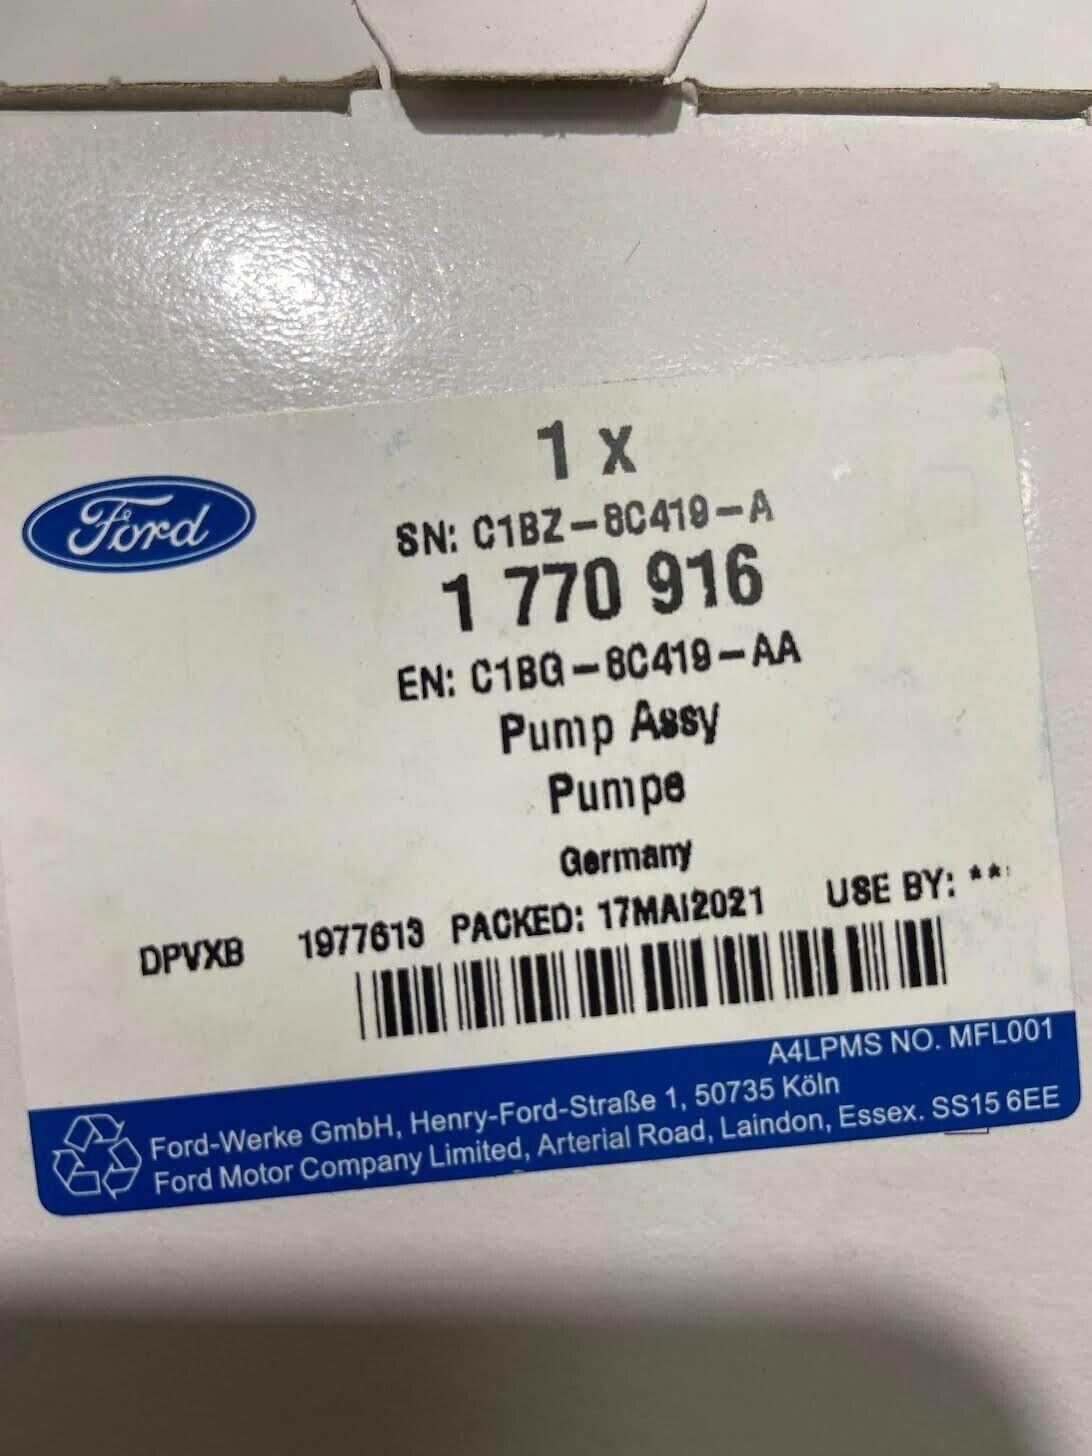 Ford
1 x
SN: C1BZ-8C419-A
1 770 916
EN: C1BG-8C419-AA
Pump Assy
Pumpe
Germany
DPVXB 1977613 PACKED: 17MAI2021 USE BY: **
A4LPMS NO. MFL001
Ford-Werke GmbH, Henry-Ford-Straße 1, 50735 Köln
Ford Motor Company Limited, Arterial Road, Laindon, Essex. SS15 6EE